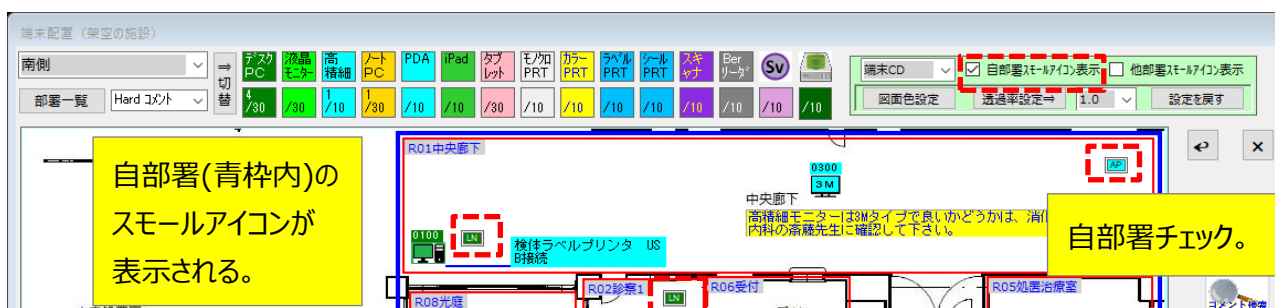 端末配置（架空の施設）
南側
⇒
切
替
デスク
PC
液晶
モニター
高
精細
ノート
PC
PDA
iPad
タブ
レット
モノクロ
PRT
カラー
PRT
ラベル
PRT
シール
PRT
スキ
ャナ
Ber
リーダ
Sv
端末CD
自部署スモールアイコン表示
他部署スモールアイコン表示
部署一覧
Hard コメント
4
/30
/30
1
/10
1
/30
/10
/10
/30
/10
/10
/10
/10
/10
/10
/10
/10
図面色設定
透過率設定⇒
1.0
設定を戻す
自部署(青枠内)の
スモールアイコンが
表示される。
R01中央廊下
0300
3M
AP
中央廊下
高精細モニターは3Mタイプで良いかどうかは、消化
内科の斎藤先生に確認して下さい。
自部署チェック。
0100
LN
検体ラベルプリンタ US
B接続
R08光庭
R02診察1
LN
R06受付
R05処置治療室
コメント検索